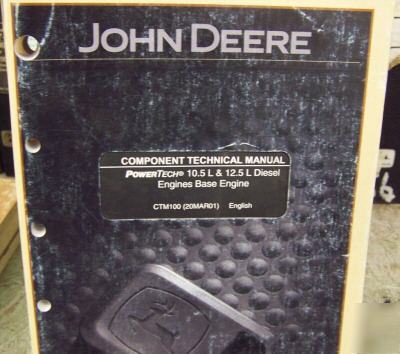 JOHN DEERE
COMPONENT TECHNICAL MANUAL
POWERTECH® 10.5 L & 12.5 L Diesel
Engines Base Engine
CTM100 (20MAR01) English